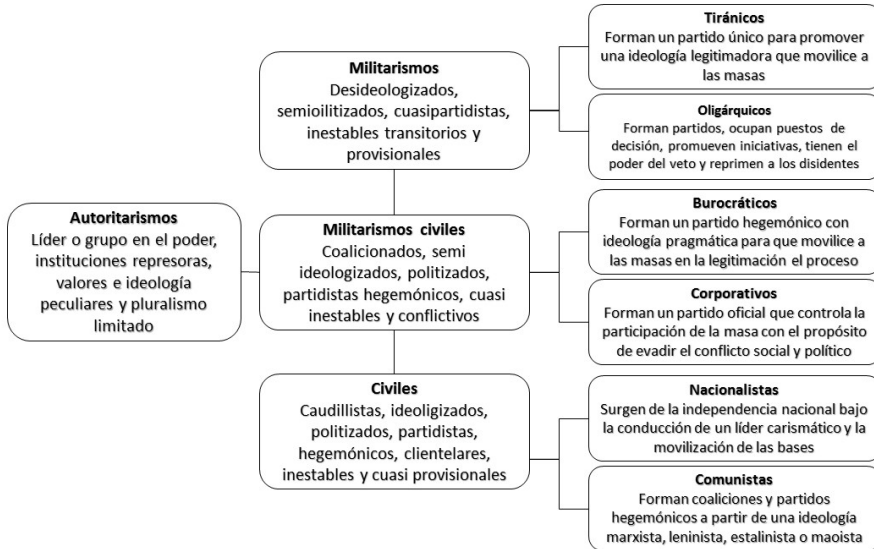 Autoritarismos
Líder o grupo en el poder,
instituciones represoras,
valores e ideología
peculiares y pluralismo
limitado
Militarismos
Desideologizados,
semioilitizados, cuasipartidistas,
inestables transitorios y
provisionales
Tiránicos
Forman un partido único para promover
una ideología legitimadora que movilice a
las masas
Oligárquicos
Forman partidos, ocupan puestos de
decisión, promueven iniciativas, tienen el
poder del veto y reprimen a los disidentes
Militarismos civiles
Coalicionados, semi
ideologizados, politizados,
partidistas hegemónicos, cuasi
inestables y conflictivos
Burocráticos
Forman un partido hegemónico con
ideología pragmática para que movilice a
las masas en la legitimación el proceso
Corporativos
Forman un partido oficial que controla la
participación de la masa con el propósito
de evadir el conflicto social y político
Civiles
Caudillistas, ideoligizados,
politizados, partidistas,
hegemónicos, clientelares,
inestables y cuasi provisionales
Nacionalistas
Surgen de la independencia nacional bajo
la conducción de un líder carismático y la
movilización de las bases
Comunistas
Forman coaliciones y partidos
hegemónicos a partir de una ideología
marxista, leninista, estalinista o maoista